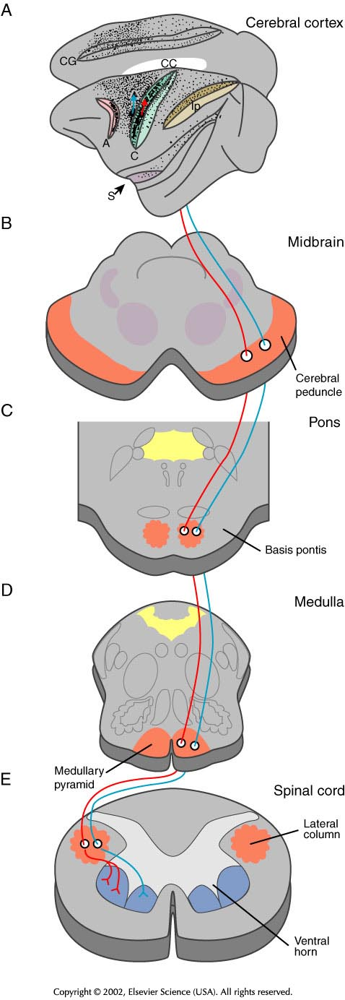 A
Cerebral cortex
CG
CC
Ip
A
C
S
B
Midbrain
Cerebral
peduncle
C
Pons
Basis pontis
D
Medulla
Medullary
pyramid
E
Spinal cord
Lateral
column
Ventral
horn
Copyright © 2002, Elsevier Science (USA). All rights reserved.